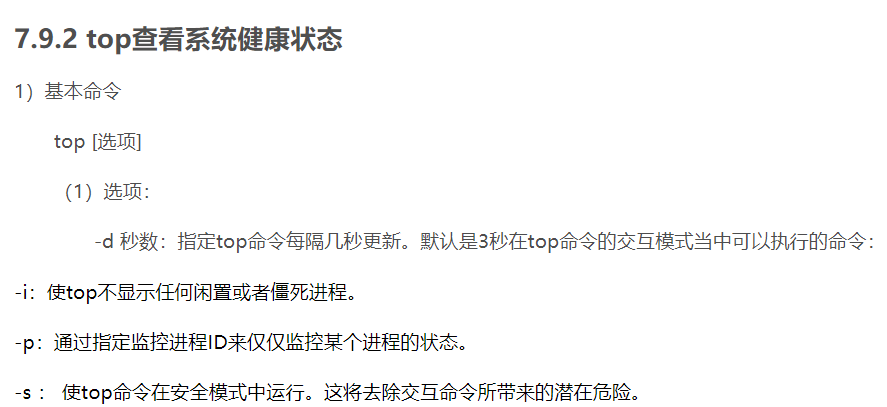 7.9.2 top查看系统健康状态
1）基本命令
top [选项]
（1）选项：
-d 秒数：指定top命令每隔几秒更新。默认是3秒在top命令的交互模式当中可以执行的命令：
-i：使top不显示任何闲置或者僵死进程。
-p：通过指定监控进程ID来仅仅监控某个进程的状态。
-s ： 使top命令在安全模式中运行。这将去除交互命令所带来的潜在危险。